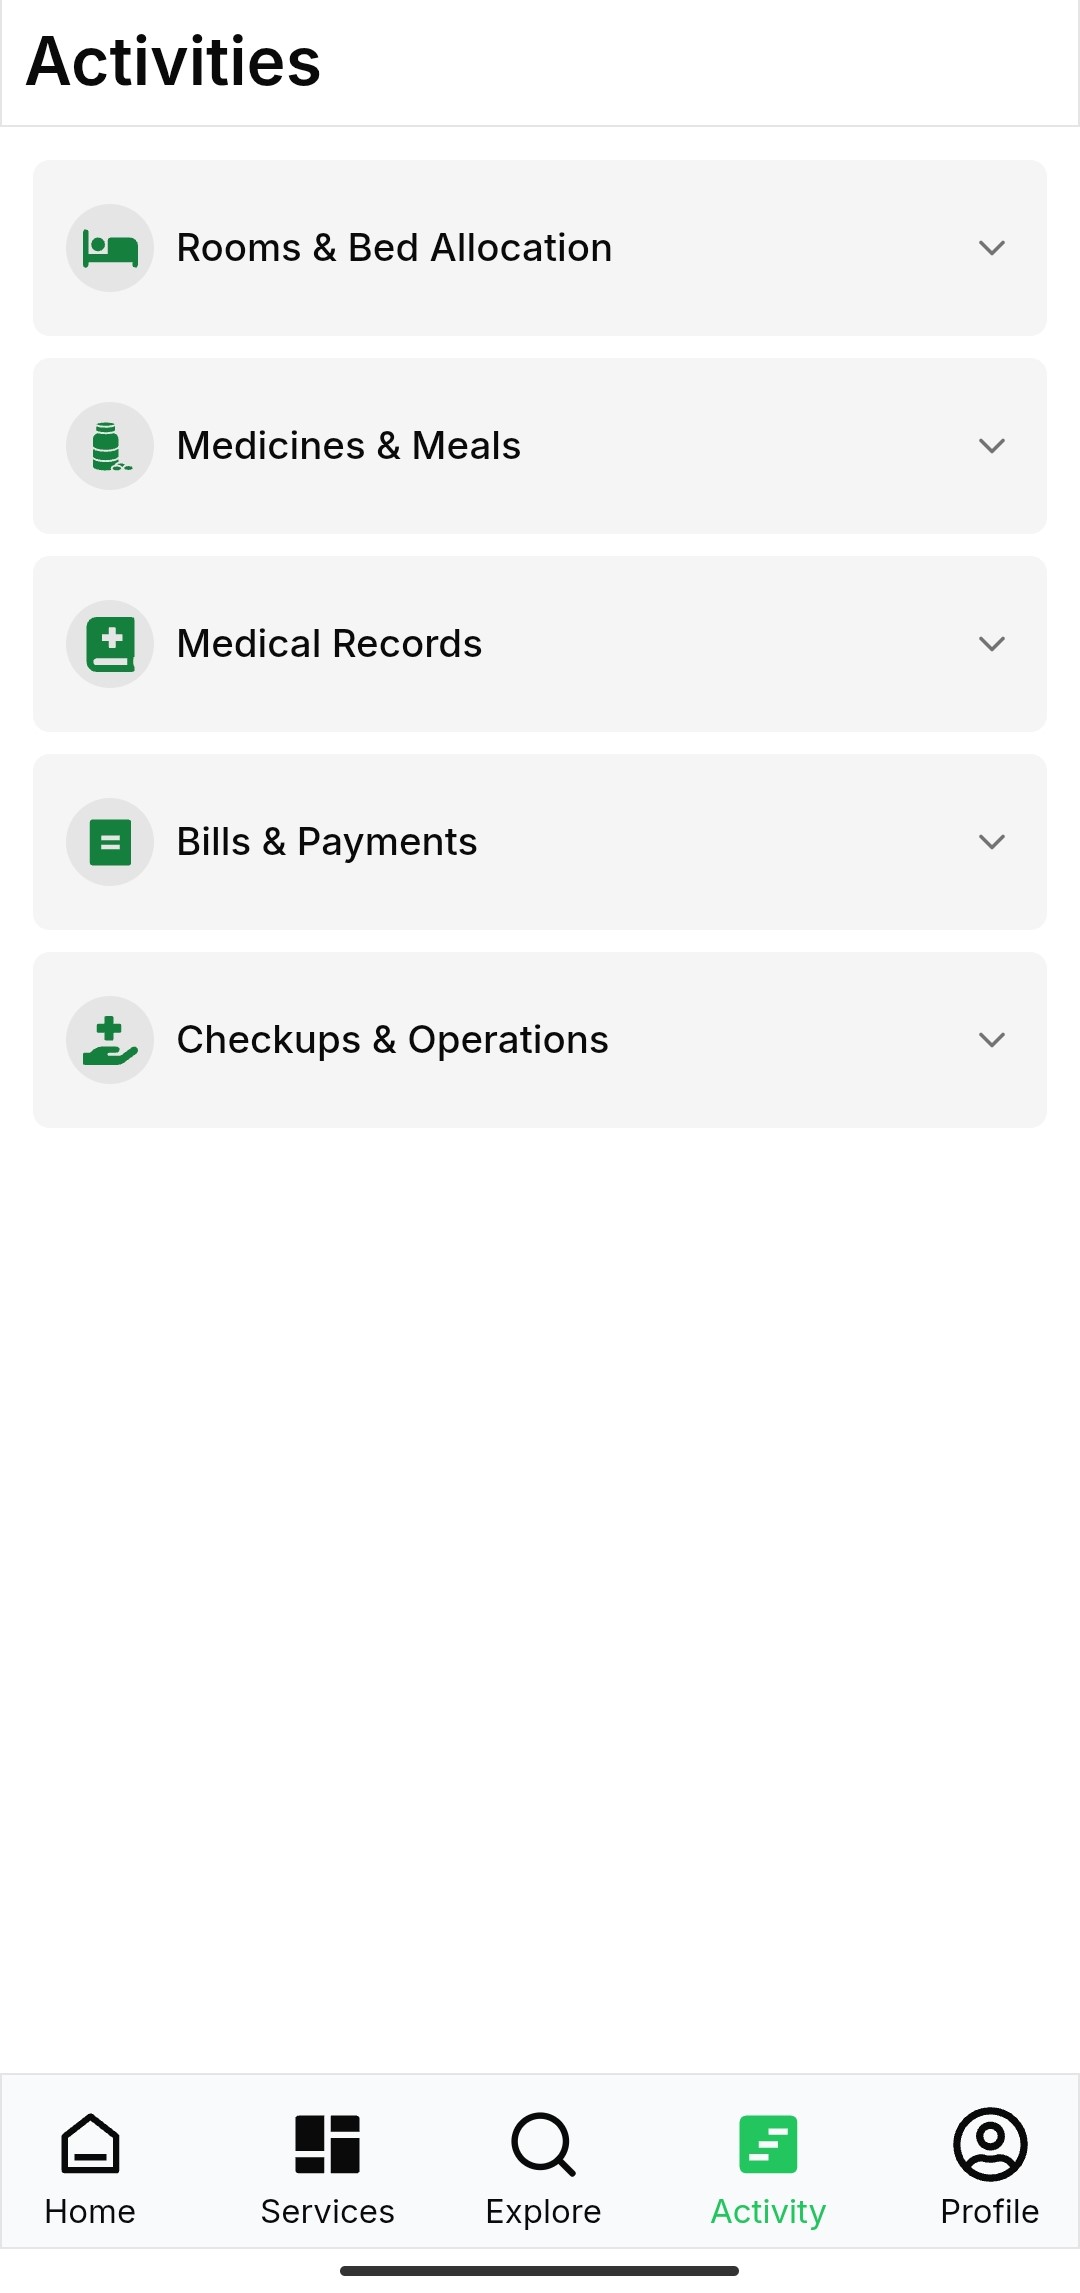 Activities
Rooms & Bed Allocation
Medicines & Meals
Medical Records
Bills & Payments
Checkups & Operations
Home
Services
Explore
Activity
Profile